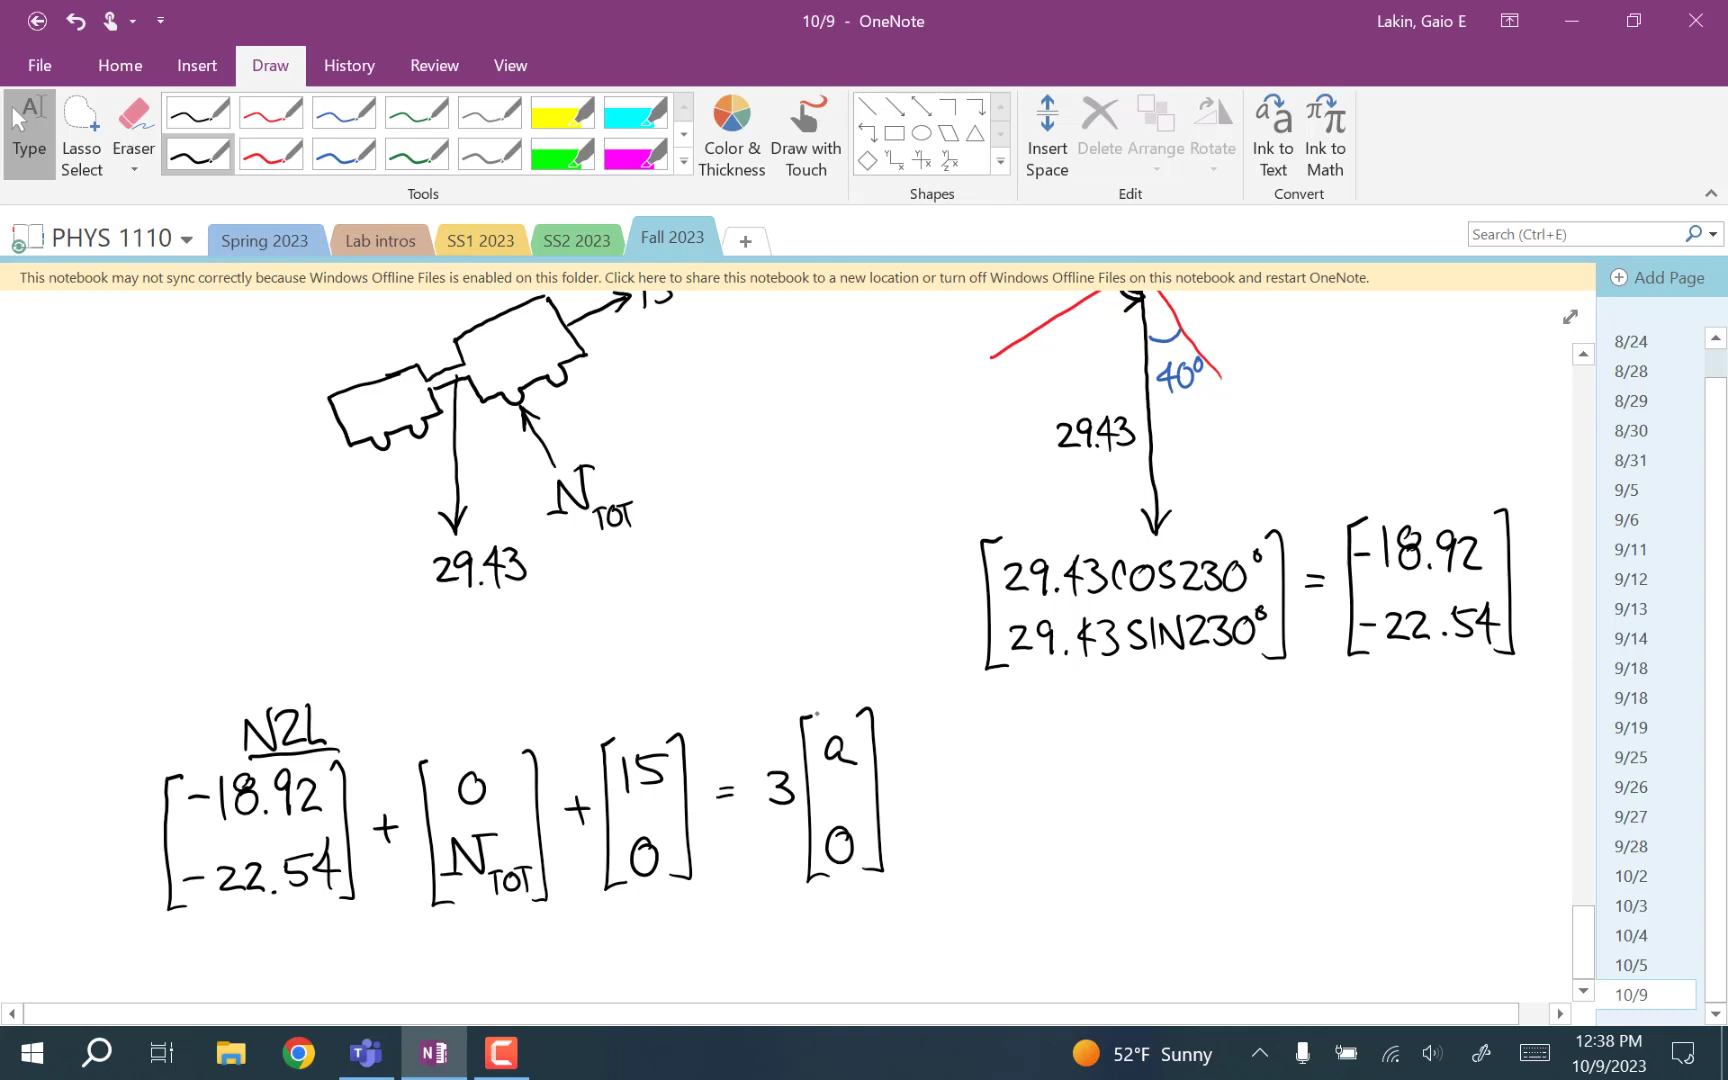 10/9 - OneNote
Lakin, Gaio E
File Home Insert Draw History Review View
Type
Lasso Select
Eraser
Color & Thickness
Draw with Touch
Insert Space
Delete
Arrange
Rotate
Ink to Text
Ink to Math
Tools
Shapes
Edit
Convert
PHYS 1110
Spring 2023
Lab intros
SS1 2023
SS2 2023
Fall 2023
Search (Ctrl+E)
This notebook may not sync correctly because Windows Offline Files is enabled on this folder. Click here to share this notebook to a new location or turn off Windows Offline Files on this notebook and restart OneNote.
Add Page
8/24
8/28
8/29
8/30
8/31
9/5
9/6
9/11
9/12
9/13
9/14
9/18
9/18
9/19
9/25
9/26
9/27
9/28
10/2
10/3
10/4
10/5
10/9
15
N TOT
29.43
40°
29.43
[29.43COS230° = [-18.92
29.43SIN230°] -22.54]
N2L
[-18.92 + [0 + [15 = 3 [a
-22.54] N TOT] 0] 0]
52°F Sunny
12:38 PM
10/9/2023